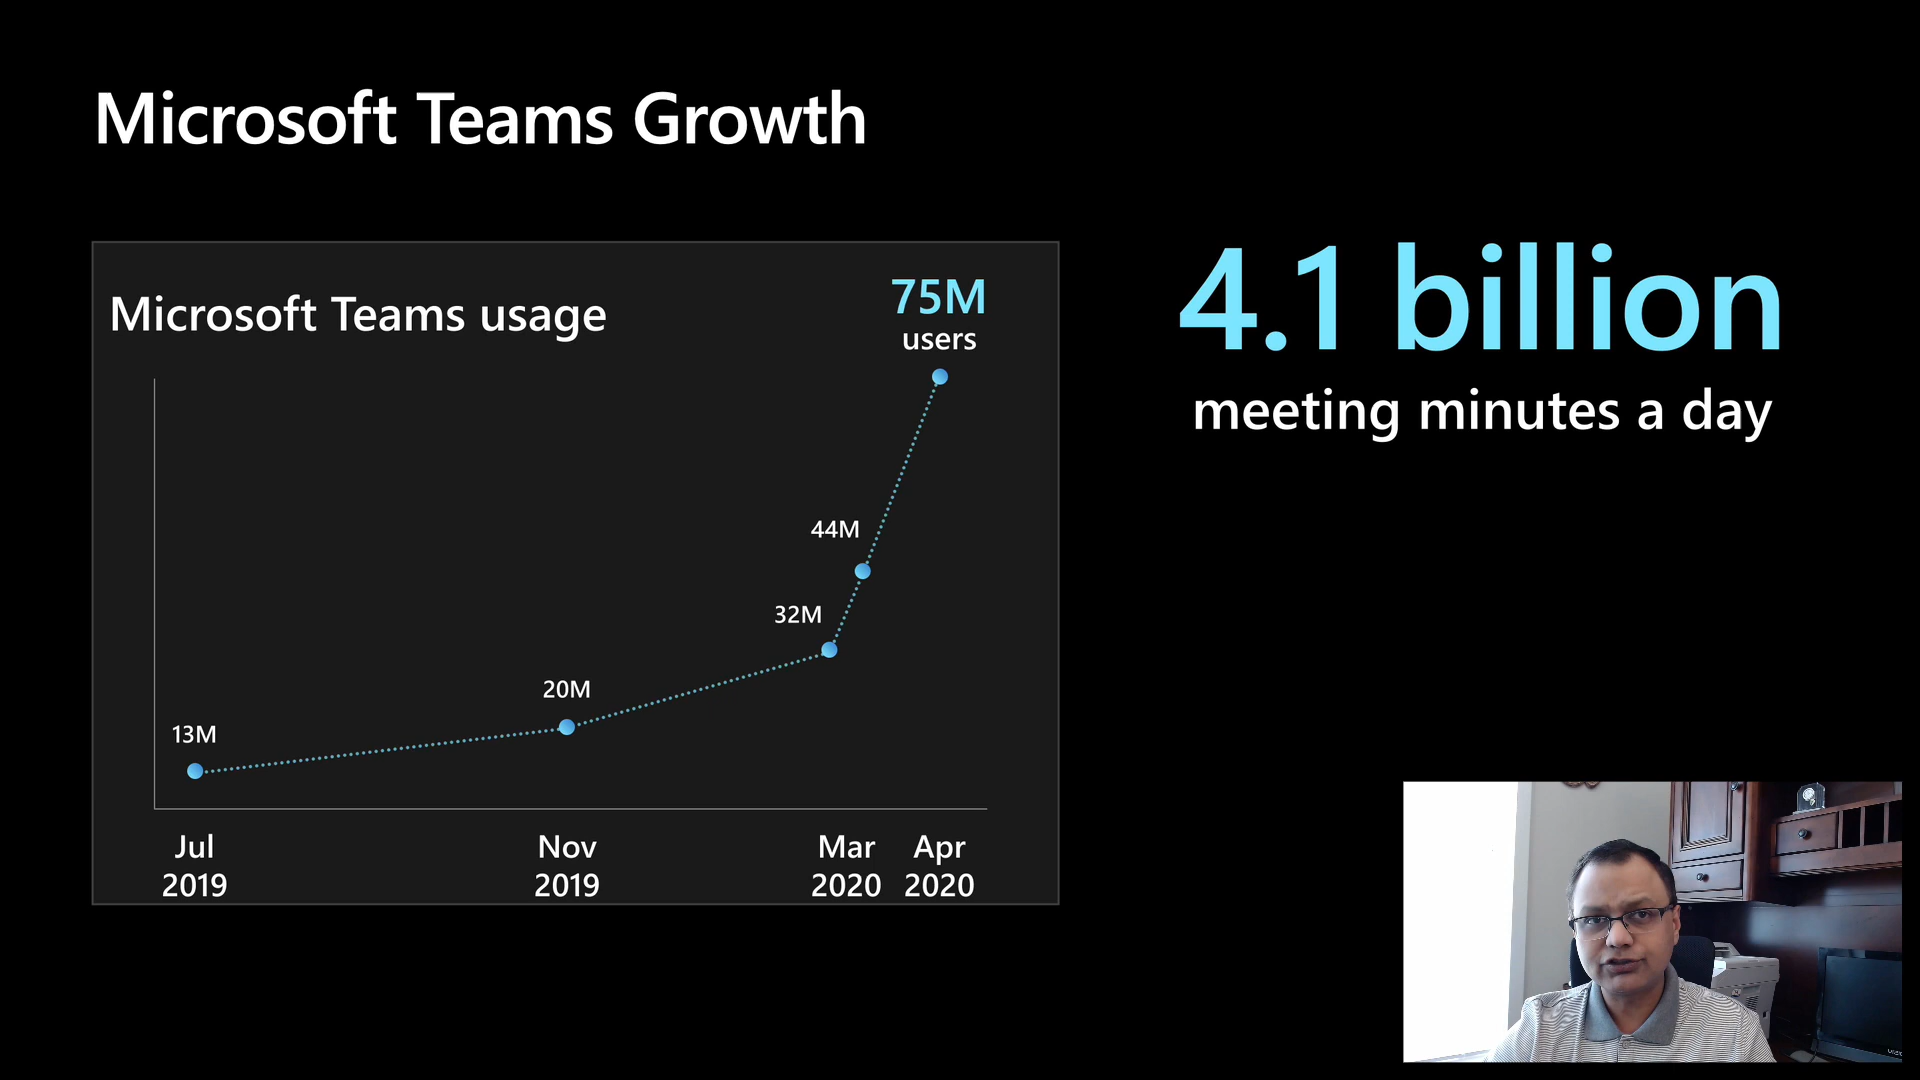 Microsoft Teams Growth
Microsoft Teams usage
75M
users
44M
32M
20M
13M
Jul
2019
Nov
2019
Mar
2020
Apr
2020
4.1 billion
meeting minutes a day